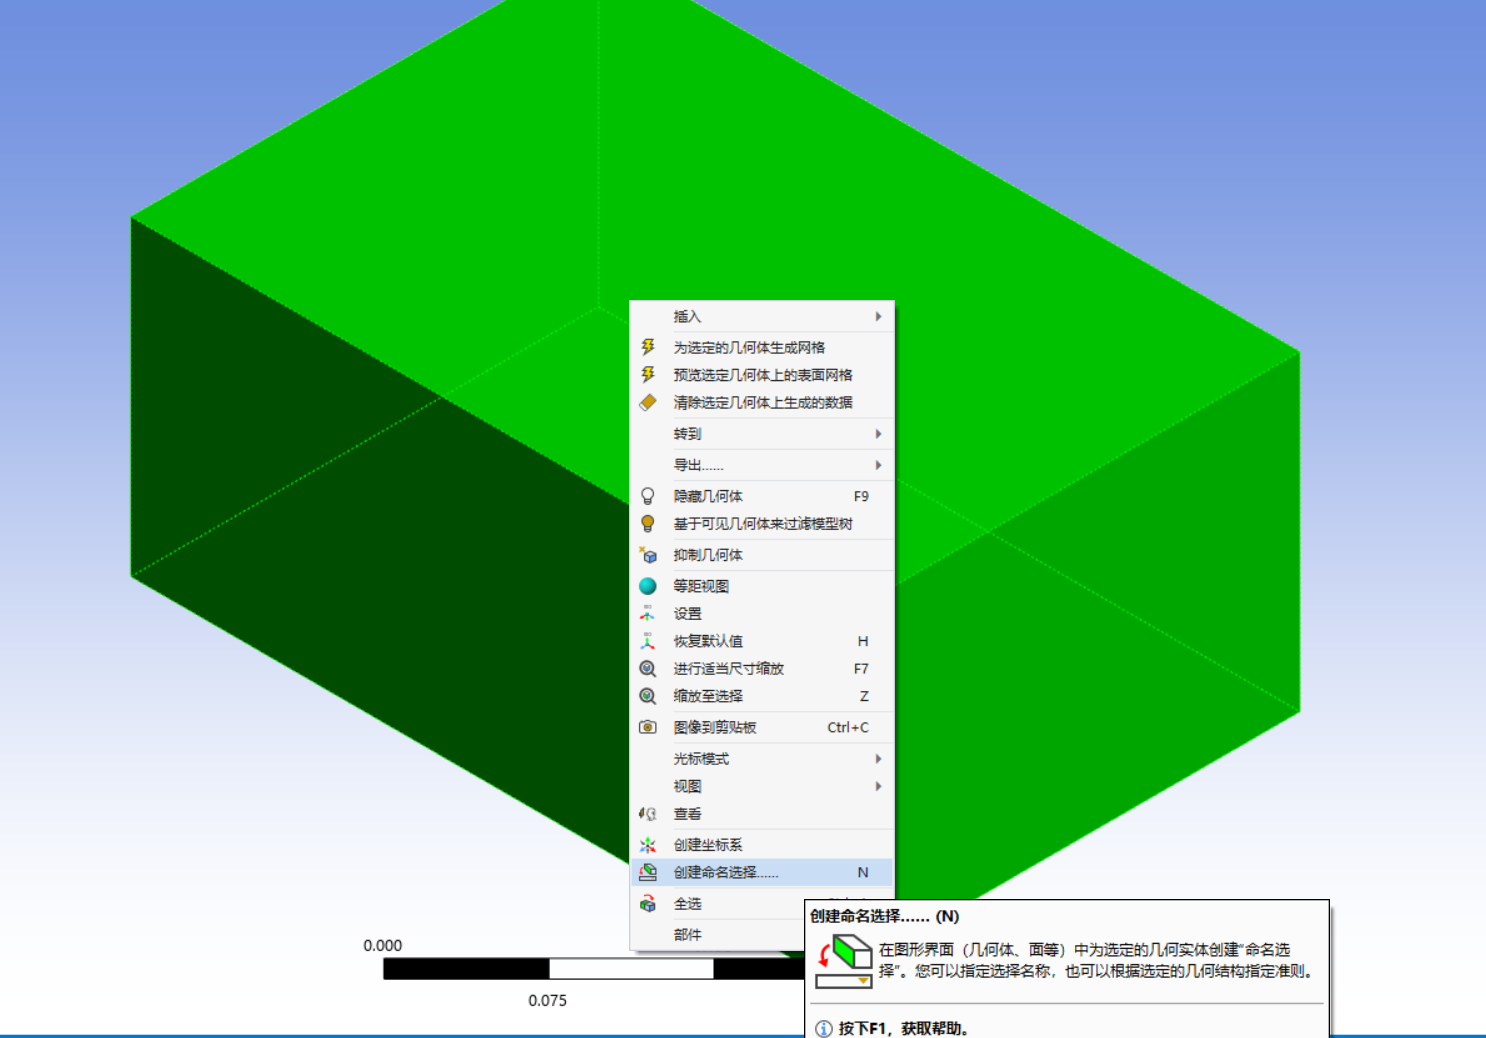 插入
为选定的几何体生成网格
预览选定几何体上的表面网格
清除选定几何体上生成的数据
转到
导出......
隐藏几何体 F9
基于可见几何体来过滤模型树
抑制几何体
等距视图
设置
恢复默认值 H
进行适当尺寸缩放 F7
缩放至选择 Z
图像到剪贴板 Ctrl+C
光标模式
视图
查看
创建坐标系
创建命名选择...... N
全选
部件
创建命名选择...... (N)
在图形界面（几何体、面等）中为选定的几何实体创建“命名选
择”。您可以指定选择名称，也可以根据选定的几何结构指定准则。
按下F1，获取帮助。
0.000
0.075